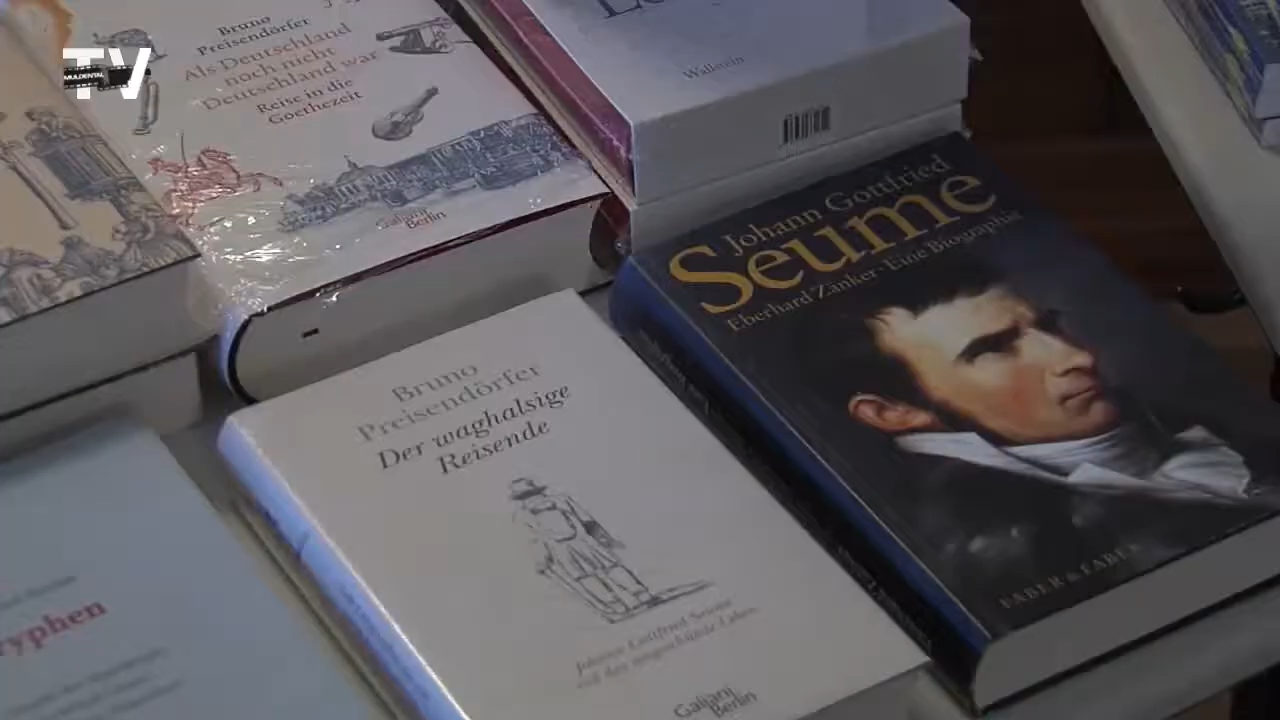 TV
MULDENTAL
Bruno
Preisendörfer
Als Deutschland
noch nicht
Deutschland war
Reise in die
Goethezeit
Galiani
Berlin
Wallstein
Johann Gottfried
Seume
Eberhard Zänker · Eine Biographie
FABER & FABER
Bruno
Preisendörfer
Der waghalsige
Reisende
Johann Gottfried Seume
und das ungeschützte Leben
Galiani
Berlin
ryphen